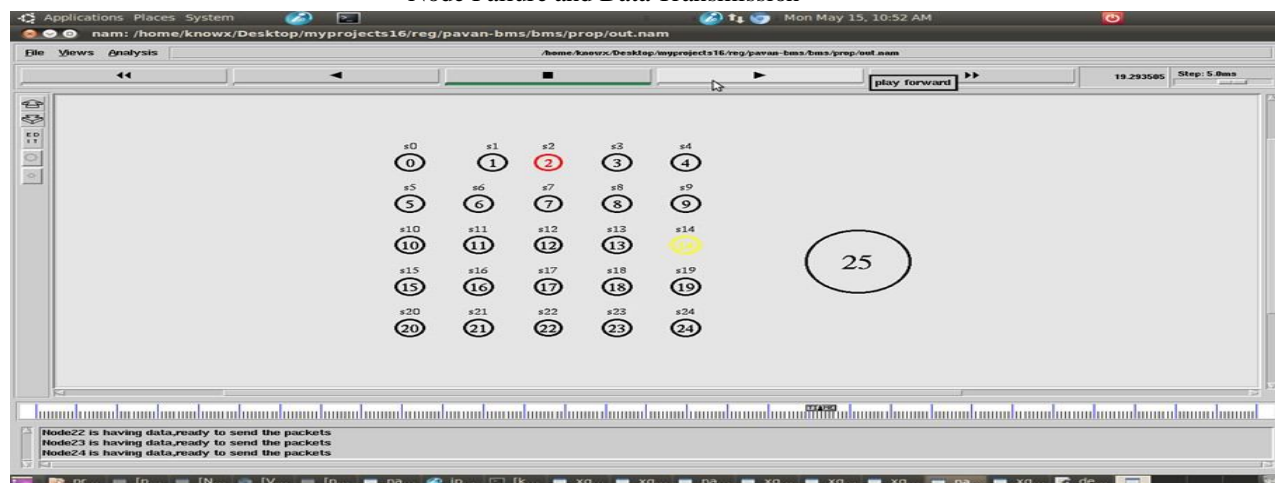 Node Failure and Data Transmission
Applications Places System Mon May 15, 10:52 AM
nam: /home/knowx/Desktop/myprojects16/reg/pavan-bms/bms/prop/out.nam
File Views Analysis /home/knowx/Desktop/myprojects16/reg/pavan-bms/bms/prop/out.nam
play forward 19.293585 Step: 5.0ms
E D
I T
s0 s1 s2 s3 s4
0 1 2 3 4
s5 s6 s7 s8 s9
5 6 7 8 9
s10 s11 s12 s13 s14
10 11 12 13
25
s15 s16 s17 s18 s19
15 16 17 18 19
s20 s21 s22 s23 s24
20 21 22 23 24
Node22 is having data,ready to send the packets
Node23 is having data,ready to send the packets
Node24 is having data,ready to send the packets